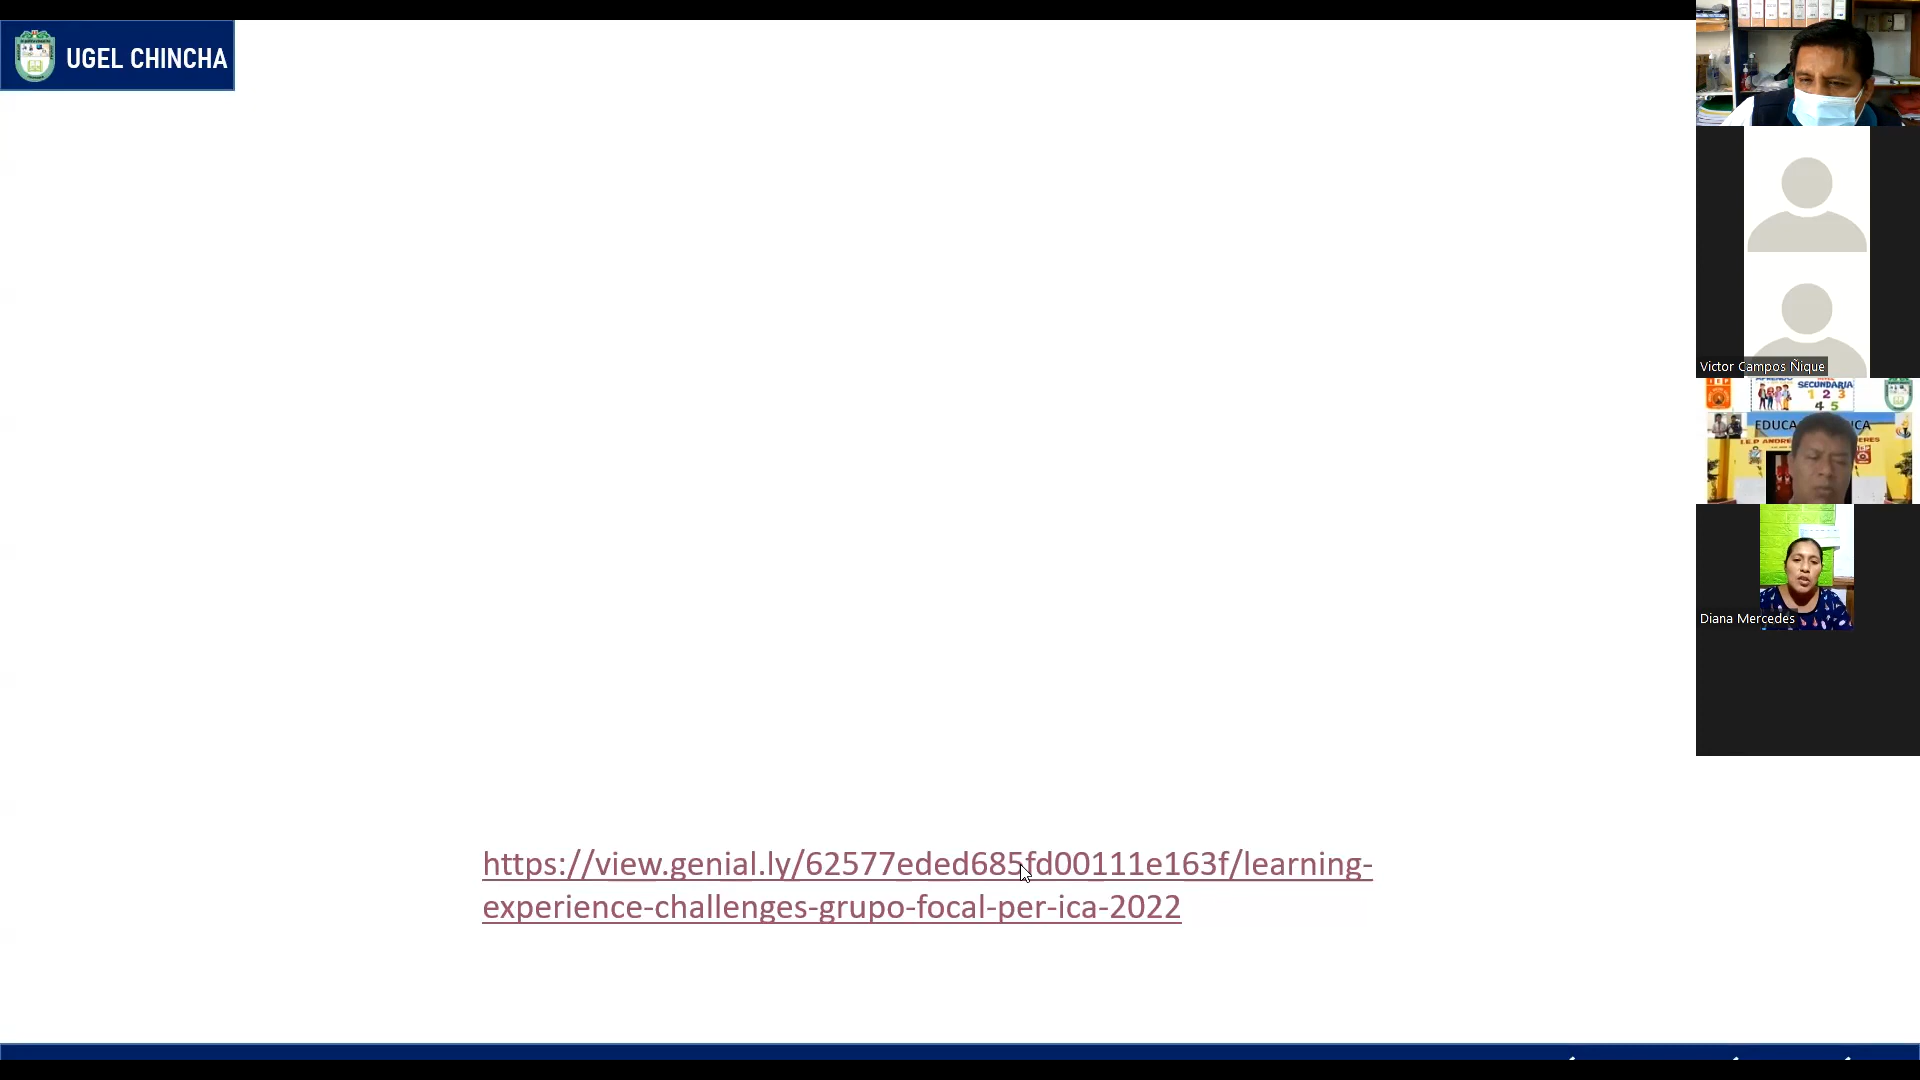 UGEL CHINCHA
Victor Campos Ñique
SECUNDARIA
1 2 3
4 5
Diana Mercedes
https://view.genial.ly/62577eded685fd00111e163f/learning-
experience-challenges-grupo-focal-per-ica-2022